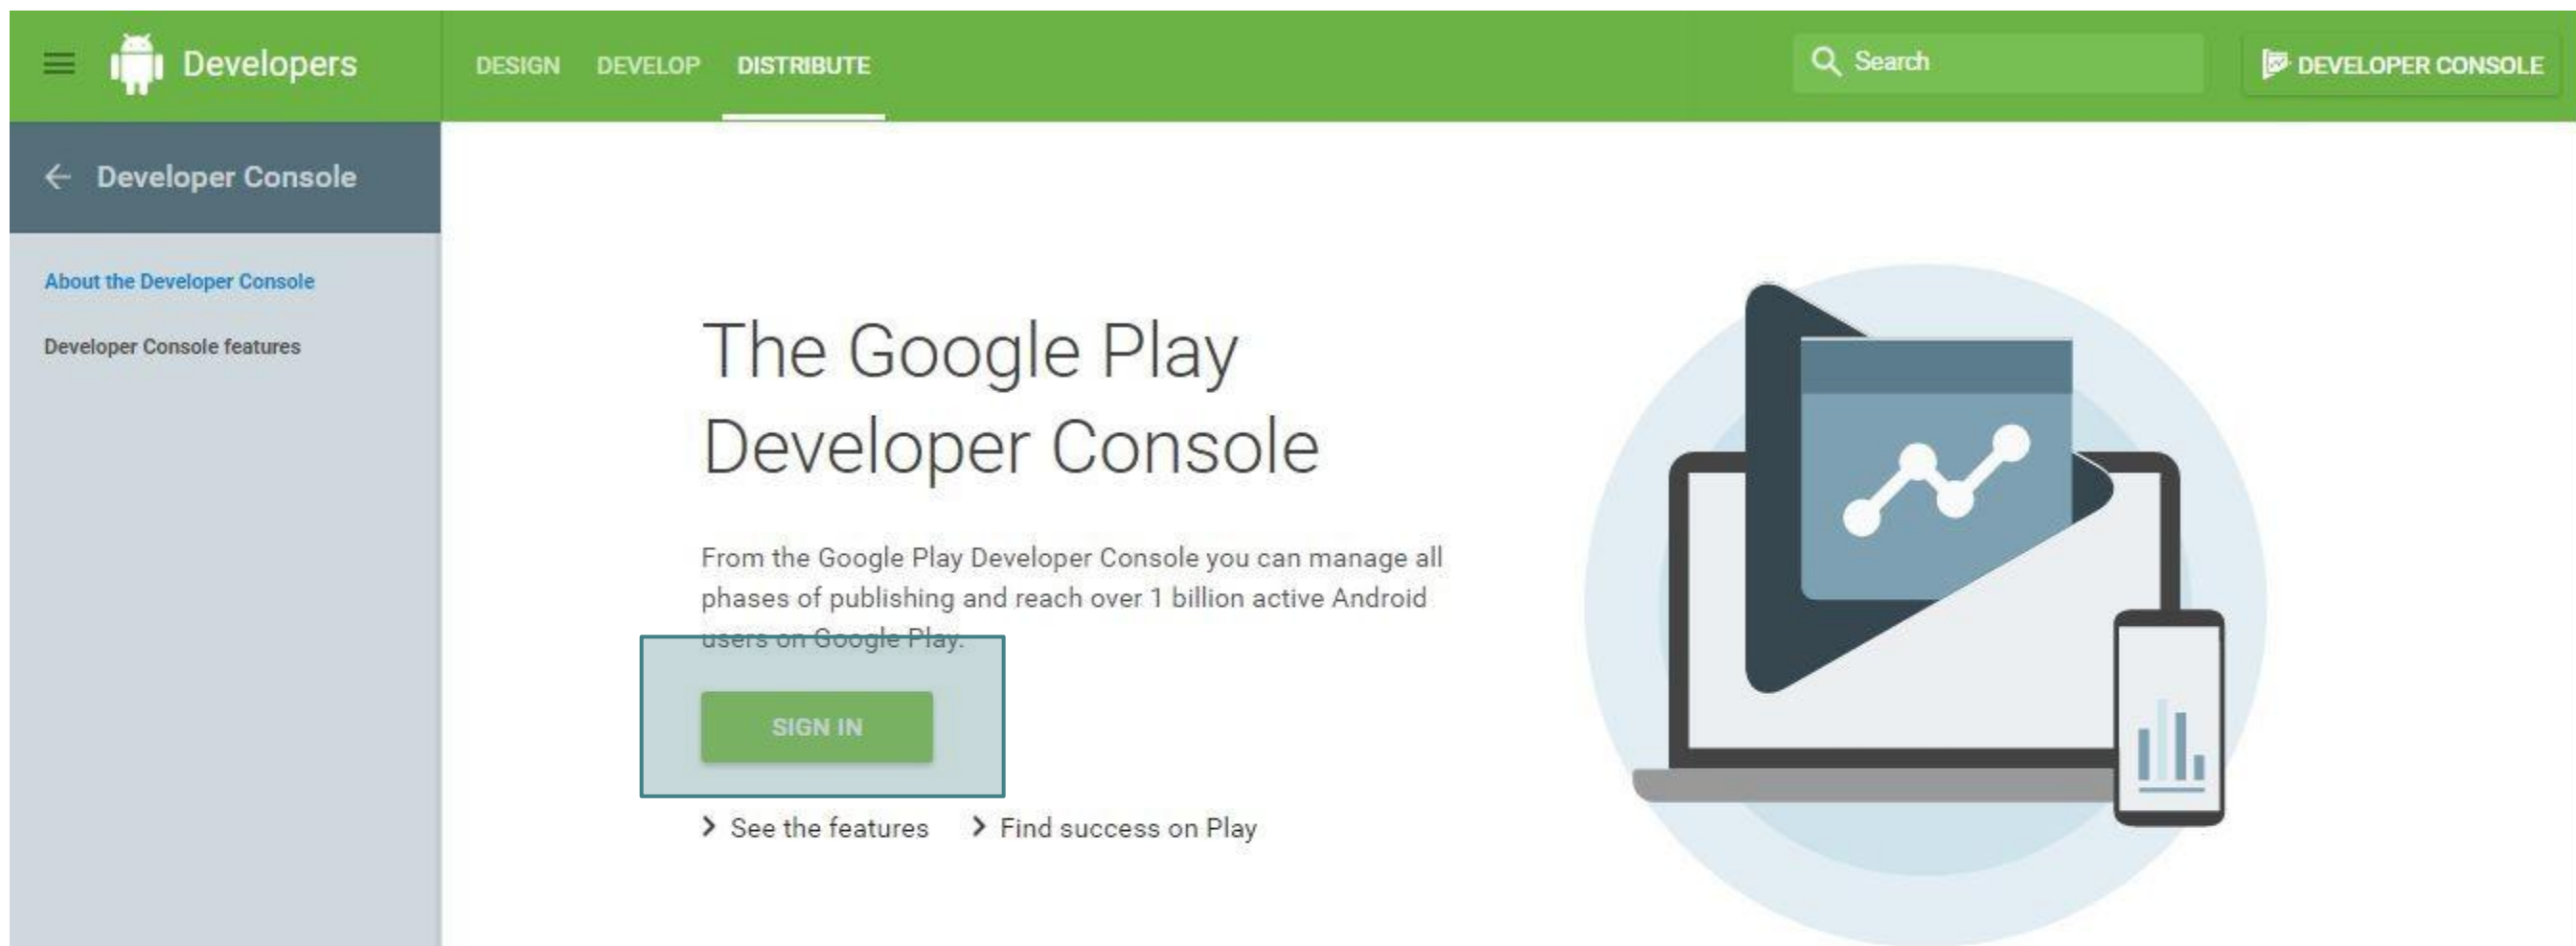 Developers
DESIGN DEVELOP DISTRIBUTE
Search
DEVELOPER CONSOLE
Developer Console
About the Developer Console
Developer Console features
The Google Play
Developer Console
From the Google Play Developer Console you can manage all
phases of publishing and reach over 1 billion active Android
users on Google Play.
SIGN IN
See the features
Find success on Play